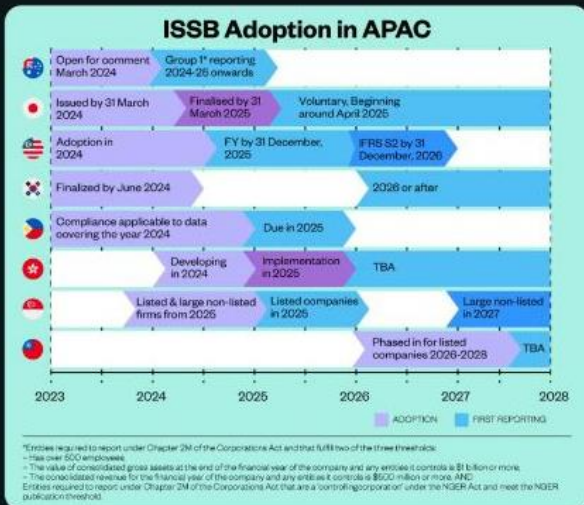 ISSB Adoption in APAC
Open for comment
March 2024
Group 1* reporting
2024-25 onwards
Issued by 31 March
2024
Finalised by 31
March 2025
Voluntary, Beginning
around April 2025
Adoption in
2024
FY by 31 December,
2025
IFRS S2 by 31
December, 2026
Finalized by June 2024
2026 or after
Compliance applicable to data
covering the year 2024
Due in 2025
Developing
in 2024
Implementation
in 2025
TBA
Listed & large non-listed
firms from 2025
Listed companies
in 2025
Large non-listed
in 2027
Phased in for listed
companies 2026-2028
TBA
2023 2024 2025 2026 2027 2028
ADOPTION FIRST REPORTING
*Entities required to report under Chapter 2M of the Corporations Act and that fulfil two of the three thresholds:
- Has over 500 employees;
- The value of consolidated gross assets at the end of the financial year of the company and any entities it controls is $1 billion or more;
- The consolidated revenue for the financial year of the company and any entities it controls is $500 million or more; AND
Entities required to report under Chapter 2M of the Corporations Act that are a 'controlling corporation' under the NGER Act and meet the NGER
publication threshold.